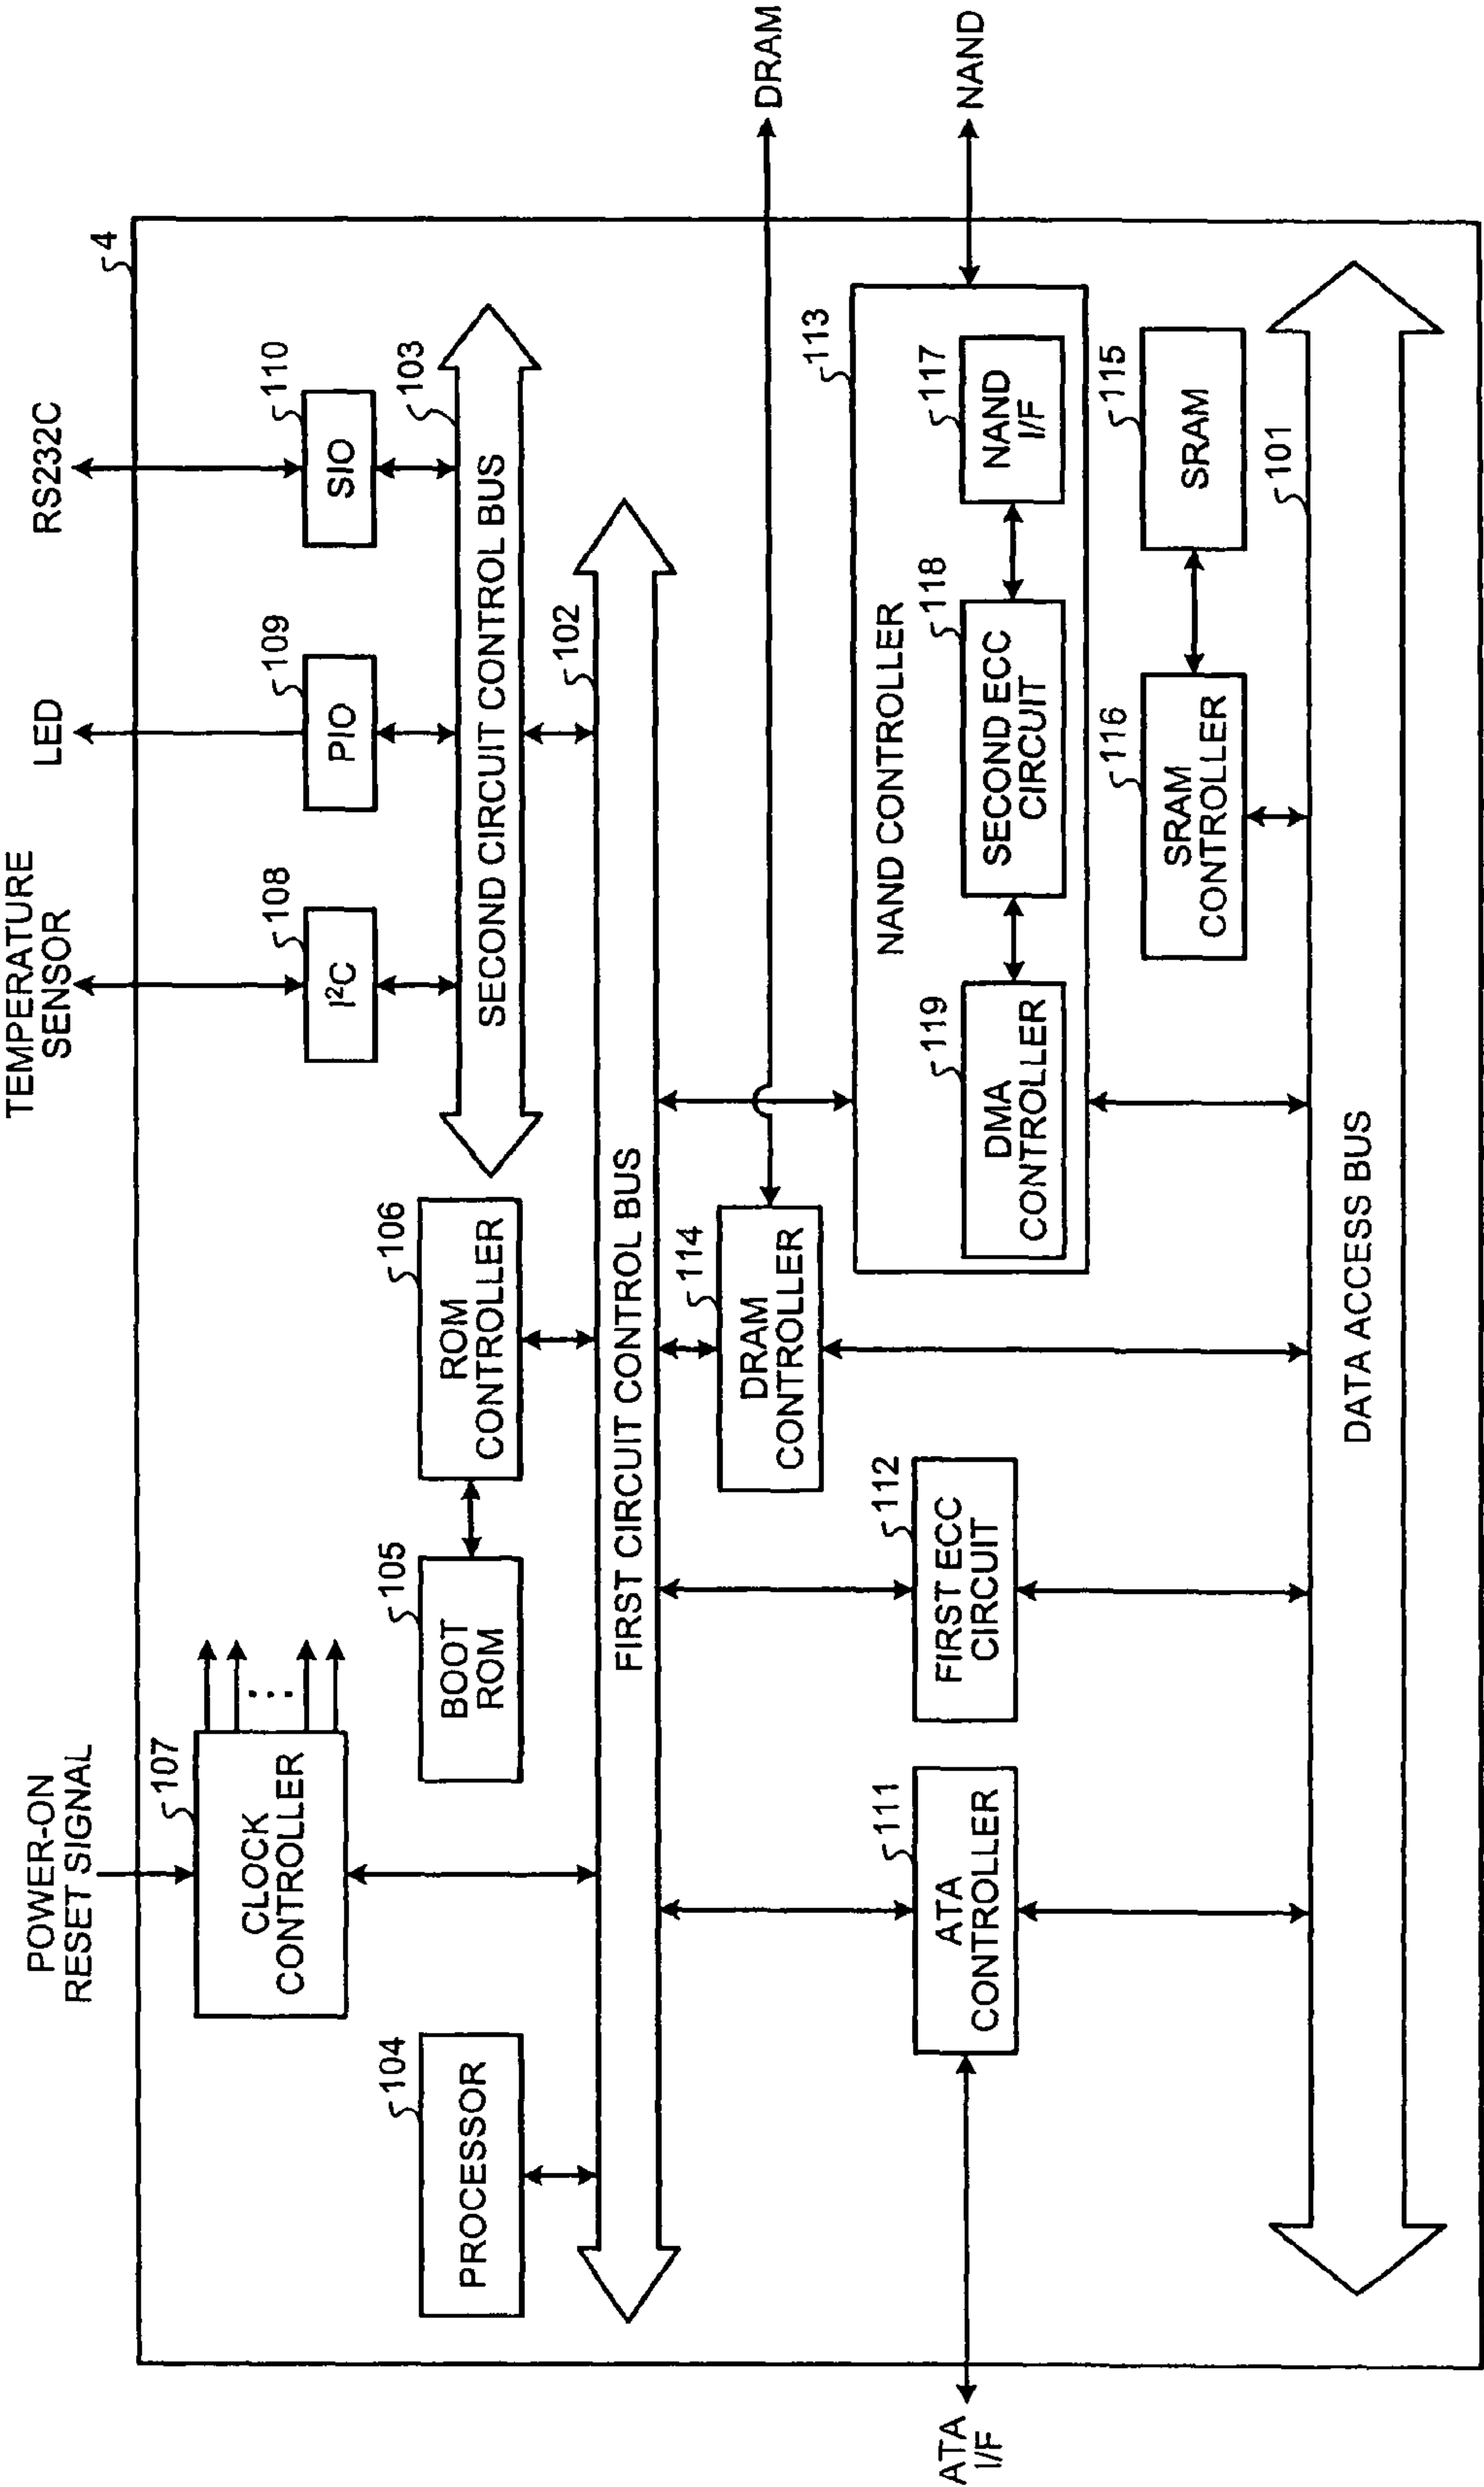 POWER-ON
RESET SIGNAL
TEMPERATURE
SENSOR
LED
RS232C
4
107
CLOCK
CONTROLLER
108
I²C
109
PIO
110
SIO
103
SECOND CIRCUIT CONTROL BUS
104
PROCESSOR
105
BOOT
ROM
106
ROM
CONTROLLER
102
FIRST CIRCUIT CONTROL BUS
114
DRAM
CONTROLLER
DRAM
ATA
I/F
111
ATA
CONTROLLER
112
FIRST ECC
CIRCUIT
113
NAND CONTROLLER
119
DMA
CONTROLLER
118
SECOND ECC
CIRCUIT
117
NAND
I/F
NAND
116
SRAM
CONTROLLER
115
SRAM
101
DATA ACCESS BUS